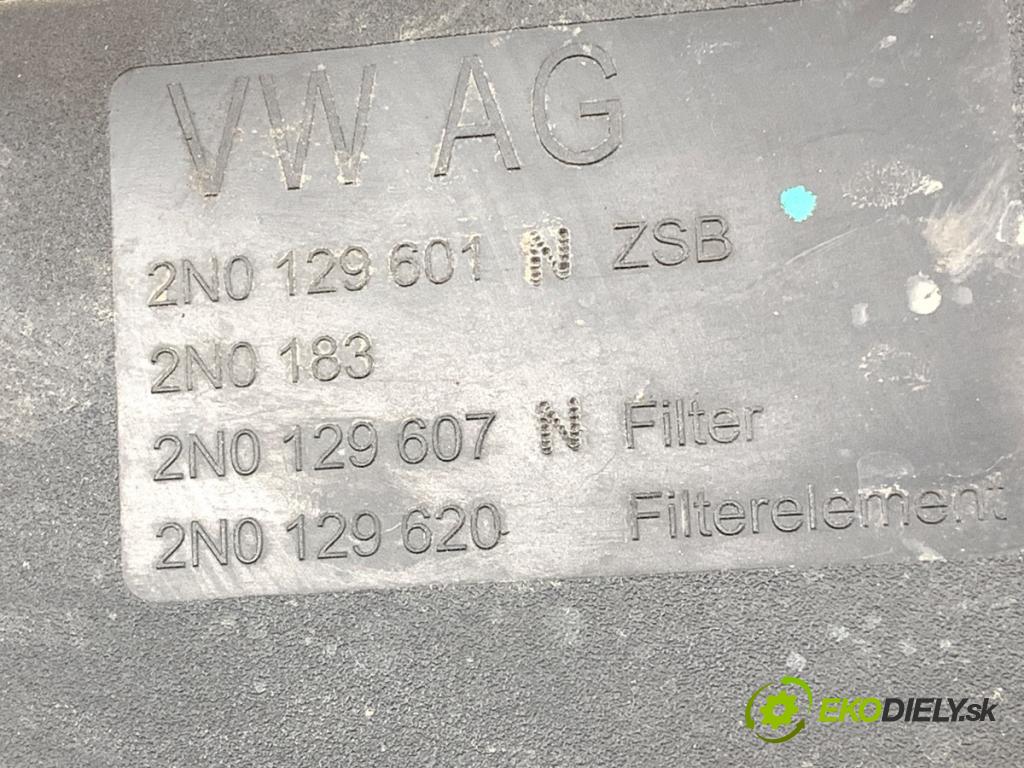 VW AG
2N0 129 601 N ZSB
2N0 183
2N0 129 607 N Filter
2N0 129 620 Filterelement
EKODIELY.sk